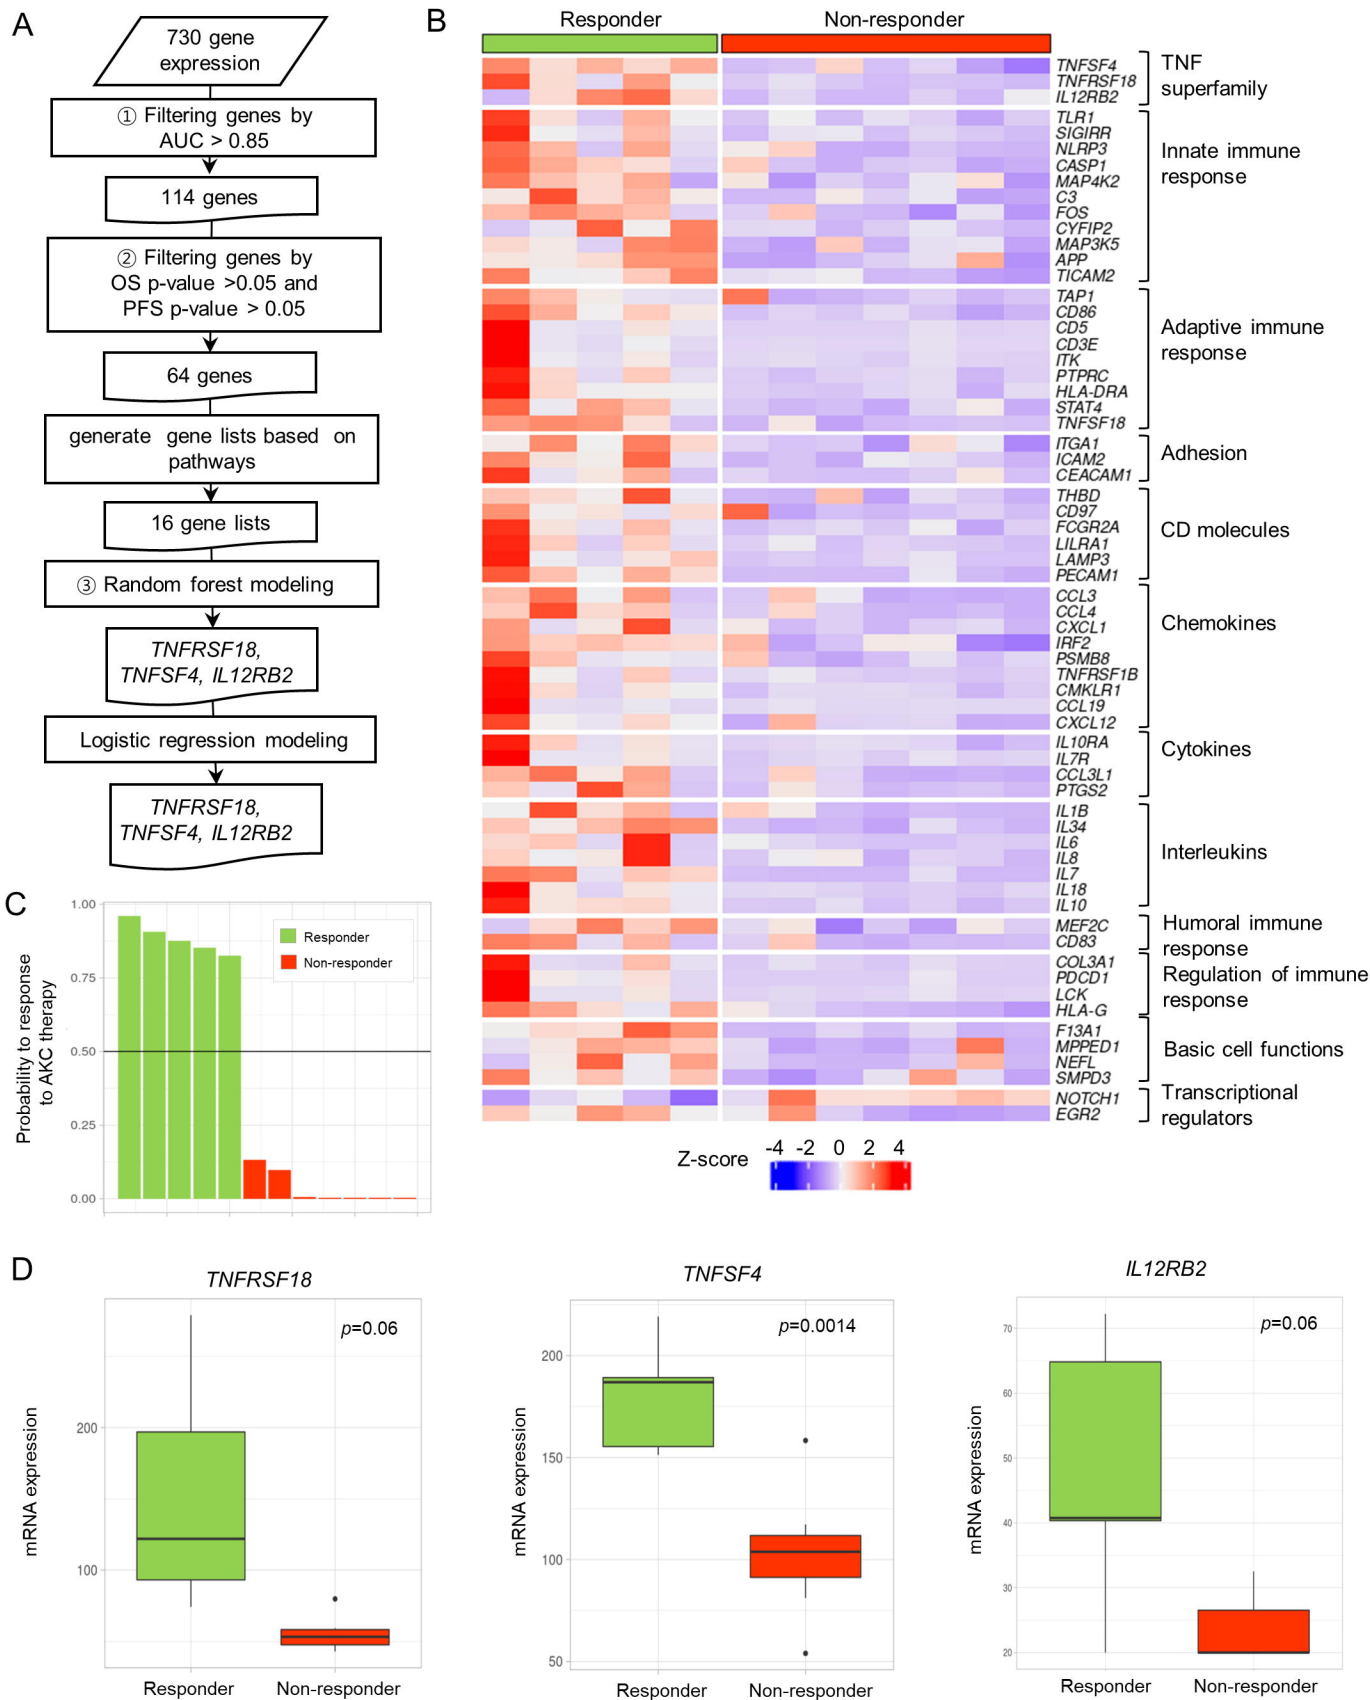 A
730 gene
expression
① Filtering genes by
AUC > 0.85
114 genes
② Filtering genes by
OS p-value >0.05 and
PFS p-value > 0.05
64 genes
generate gene lists based on
pathways
16 gene lists
③ Random forest modeling
TNFRSF18,
TNFSF4, IL12RB2
Logistic regression modeling
TNFRSF18,
TNFSF4, IL12RB2
B
Responder
Non-responder
TNFSF4
TNFRSF18
IL12RB2
TNF
superfamily
TLR1
SIGIRR
NLRP3
CASP1
MAP4K2
C3
FOS
CYFIP2
MAP3K5
APP
TICAM2
Innate immune
response
TAP1
CD86
CD5
CD3E
ITK
PTPRC
HLA-DRA
STAT4
TNFSF18
Adaptive immune
response
ITGA1
ICAM2
CEACAM1
Adhesion
THBD
CD97
FCGR2A
LILRA1
LAMP3
PECAM1
CD molecules
CCL3
CCL4
CXCL1
IRF2
PSMB8
TNFRSF1B
CMKLR1
CCL19
CXCL12
Chemokines
IL10RA
IL7R
CCL3L1
PTGS2
Cytokines
IL1B
IL34
IL6
IL8
IL7
IL18
IL10
Interleukins
MEF2C
CD83
Humoral immune
response
COL3A1
PDCD1
LCK
HLA-G
Regulation of immune
response
F13A1
MPPED1
NEFL
SMPD3
Basic cell functions
NOTCH1
EGR2
Transcriptional
regulators
Z-score
-4 -2 0 2 4
C
Probability to response
to AKC therapy
1.00
0.75
0.50
0.25
0.00
Responder
Non-responder
D
TNFRSF18
p=0.06
mRNA expression
200
100
Responder
Non-responder
TNFSF4
p=0.0014
mRNA expression
200
150
100
50
Responder
Non-responder
IL12RB2
p=0.06
mRNA expression
70
60
50
40
30
20
Responder
Non-responder